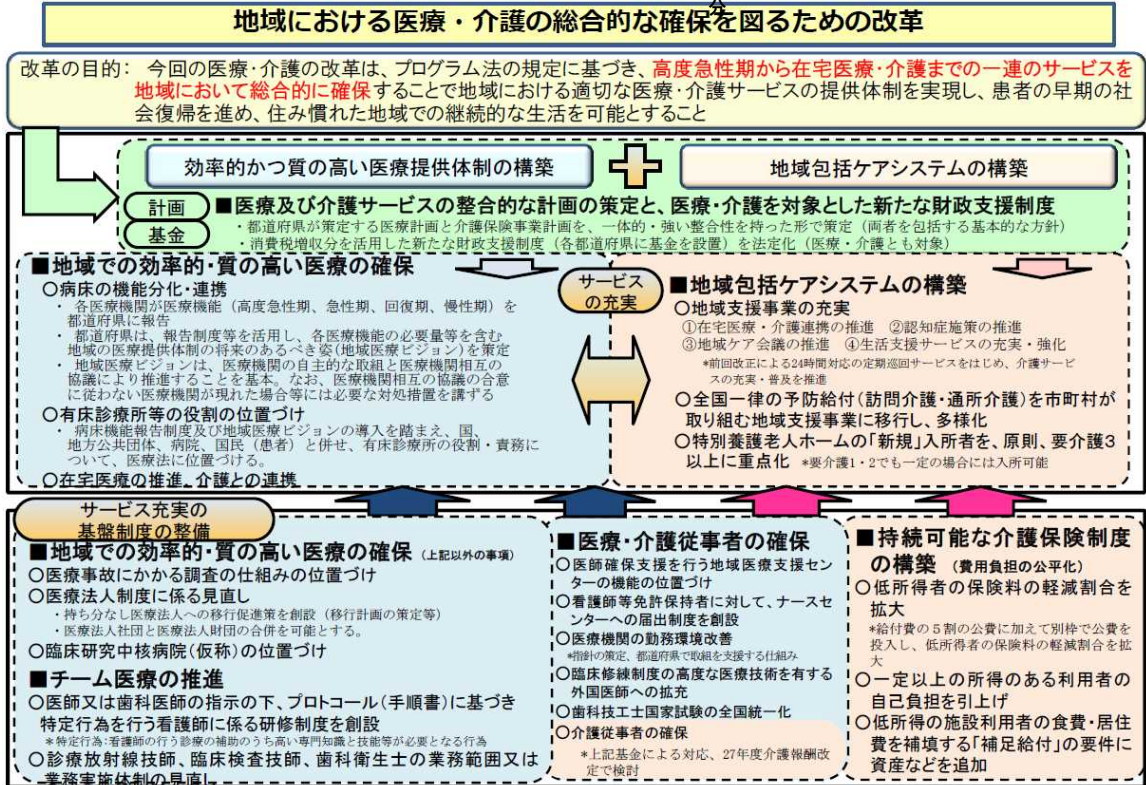 分
地域における医療・介護の総合的な確保を図るための改革
改革の目的： 今回の医療・介護の改革は、プログラム法の規定に基づき、高度急性期から在宅医療・介護までの一連のサービスを
地域において総合的に確保することで地域における適切な医療・介護サービスの提供体制を実現し、患者の早期の社
会復帰を進め、住み慣れた地域での継続的な生活を可能とすること
効率的かつ質の高い医療提供体制の構築
地域包括ケアシステムの構築
計画
基金
■医療及び介護サービスの整合的な計画の策定と、医療・介護を対象とした新たな財政支援制度
・都道府県が策定する医療計画と介護保険事業計画を、一体的・強い整合性を持った形で策定（両者を包括する基本的な方針）
・消費税増収分を活用した新たな財政支援制度（各都道府県に基金を設置）を法定化（医療・介護とも対象）
■地域での効率的・質の高い医療の確保
○病床の機能分化・連携
・ 各医療機関が医療機能（高度急性期、急性期、回復期、慢性期）を
都道府県に報告
・ 都道府県は、報告制度等を活用し、各医療機能の必要量等を含む
地域の医療提供体制の将来のあるべき姿(地域医療ビジョン)を策定
・ 地域医療ビジョンは、医療機関の自主的な取組と医療機関相互の
協議により推進することを基本。なお、医療機関相互の協議の合意
に従わない医療機関が現れた場合等には必要な対処措置を講ずる
○有床診療所等の役割の位置づけ
・ 病床機能報告制度及び地域医療ビジョンの導入を踏まえ、国、
地方公共団体、病院、国民（患者）と併せ、有床診療所の役割・責務に
ついて、医療法に位置づける。
○在宅医療の推進、介護との連携
サービス
の充実
■地域包括ケアシステムの構築
○地域支援事業の充実
①在宅医療・介護連携の推進 ②認知症施策の推進
③地域ケア会議の推進 ④生活支援サービスの充実・強化
*前回改正による24時間対応の定期巡回サービスをはじめ、介護サービ
スの充実・普及を推進
○全国一律の予防給付（訪問介護・通所介護）を市町村が
取り組む地域支援事業に移行し、多様化
○特別養護老人ホームの「新規」入所者を、原則、要介護3
以上に重点化 *要介護1・2でも一定の場合には入所可能
サービス充実の
基盤制度の整備
■地域での効率的・質の高い医療の確保（上記以外の事項）
○医療事故にかかる調査の仕組みの位置づけ
○医療法人制度に係る見直し
・持ち分なし医療法人への移行促進策を創設（移行計画の策定等）
・医療法人社団と医療法人財団の合併を可能とする。
○臨床研究中核病院（仮称）の位置づけ
■チーム医療の推進
○医師又は歯科医師の指示の下、プロトコール（手順書）に基づき
特定行為を行う看護師に係る研修制度を創設
＊特定行為：看護師の行う診療の補助のうち高い専門知識と技能等が必要となる行為
○診療放射線技師、臨床検査技師、歯科衛生士の業務範囲又は
業務実施体制の見直し
■医療・介護従事者の確保
○医師確保支援を行う地域医療支援セン
ターの機能の位置づけ
○看護師等免許保持者に対して、ナースセ
ンターへの届出制度を創設
○医療機関の勤務環境改善
*指針の策定、都道府県で取組を支援する仕組み
○臨床修練制度の高度な医療技術を有する
外国医師への拡充
○歯科技工士国家試験の全国統一化
○介護従事者の確保
*上記基金による対応、27年度介護報酬改
定で検討
■持続可能な介護保険制度
の構築 （費用負担の公平化）
○低所得者の保険料の軽減割合を
拡大
*給付費の５割の公費に加えて別枠で公費を
投入し、低所得者の保険料の軽減割合を拡
大
○一定以上の所得のある利用者の
自己負担を引上げ
○低所得の施設利用者の食費・居住
費を補填する「補足給付」の要件に
資産などを追加